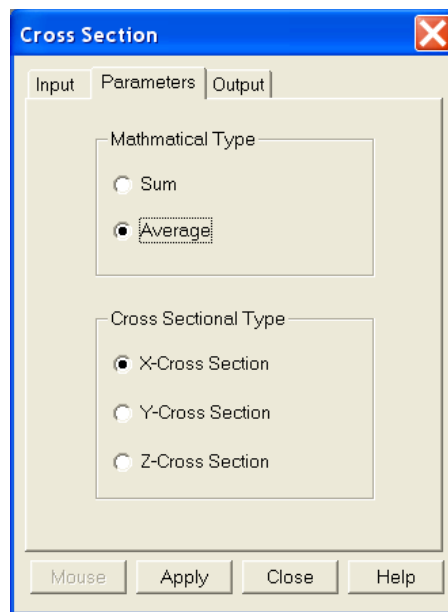 Cross Section
Input Parameters Output
Mathmatical Type
Sum
Average
Cross Sectional Type
X-Cross Section
Y-Cross Section
Z-Cross Section
Mouse Apply Close Help